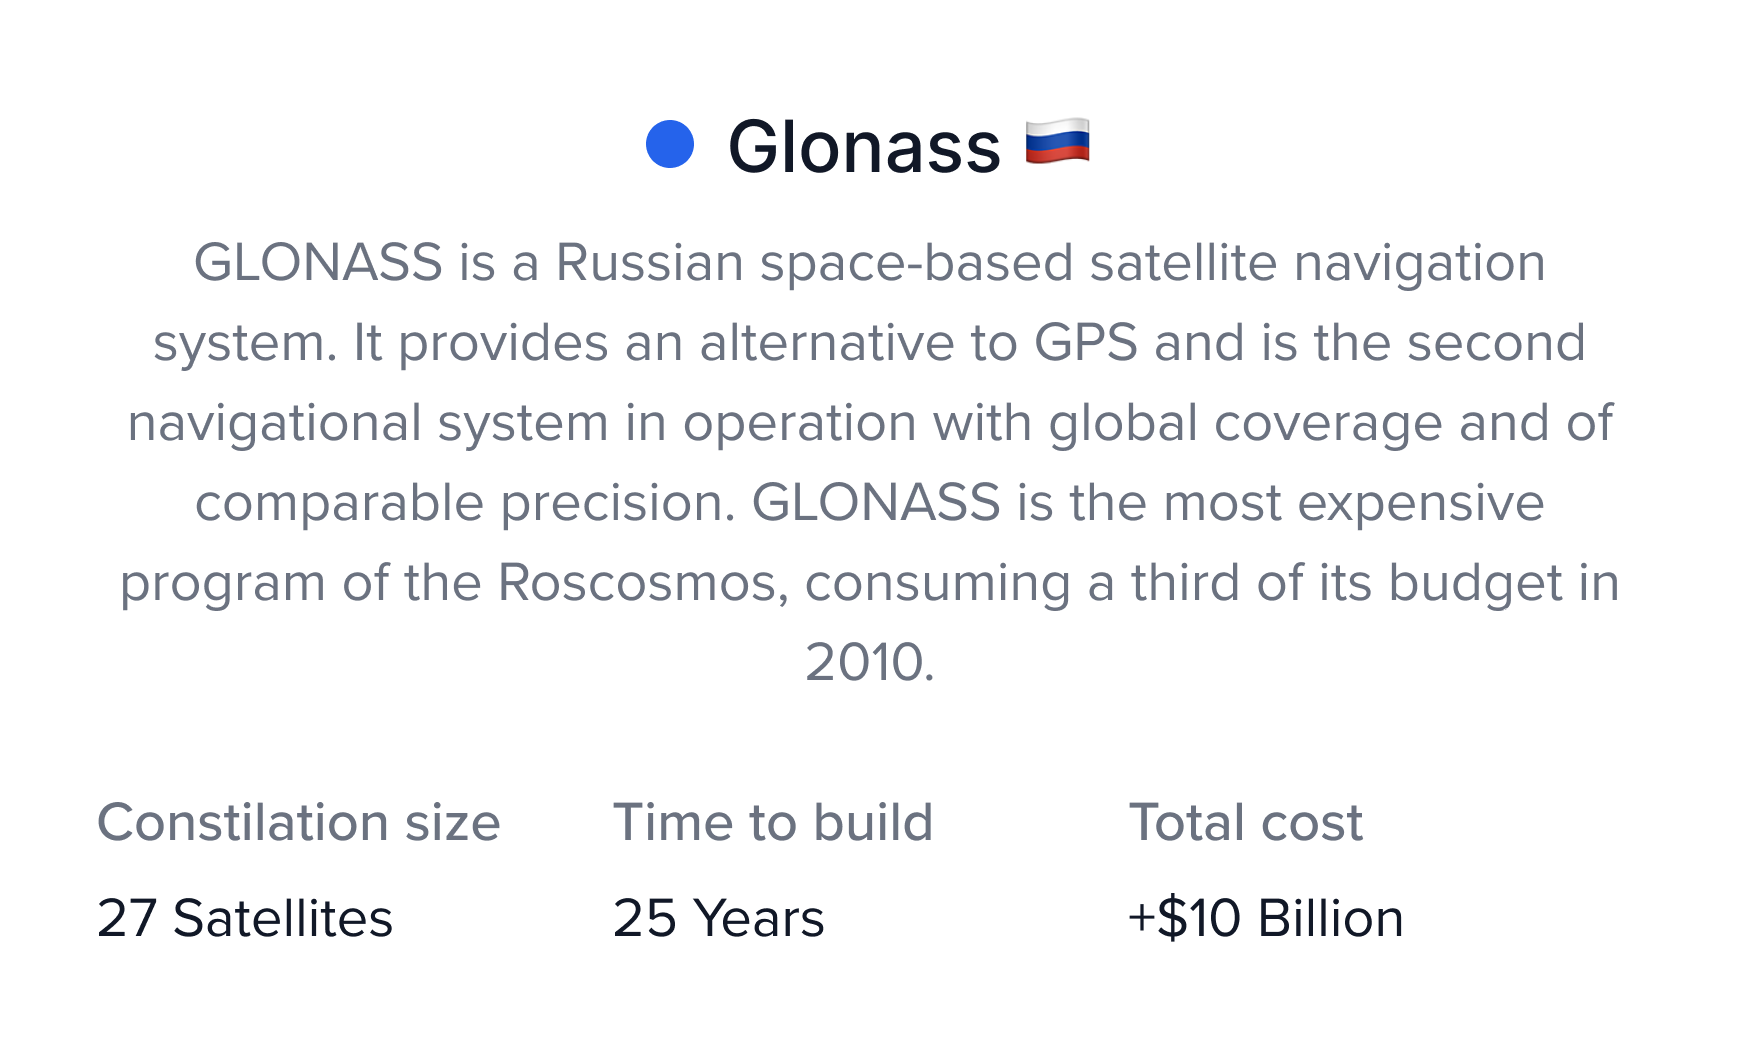 Glonass 🇷🇺
GLONASS is a Russian space-based satellite navigation
system. It provides an alternative to GPS and is the second
navigational system in operation with global coverage and of
comparable precision. GLONASS is the most expensive
program of the Roscosmos, consuming a third of its budget in
2010.
Constilation size
27 Satellites
Time to build
25 Years
Total cost
+$10 Billion